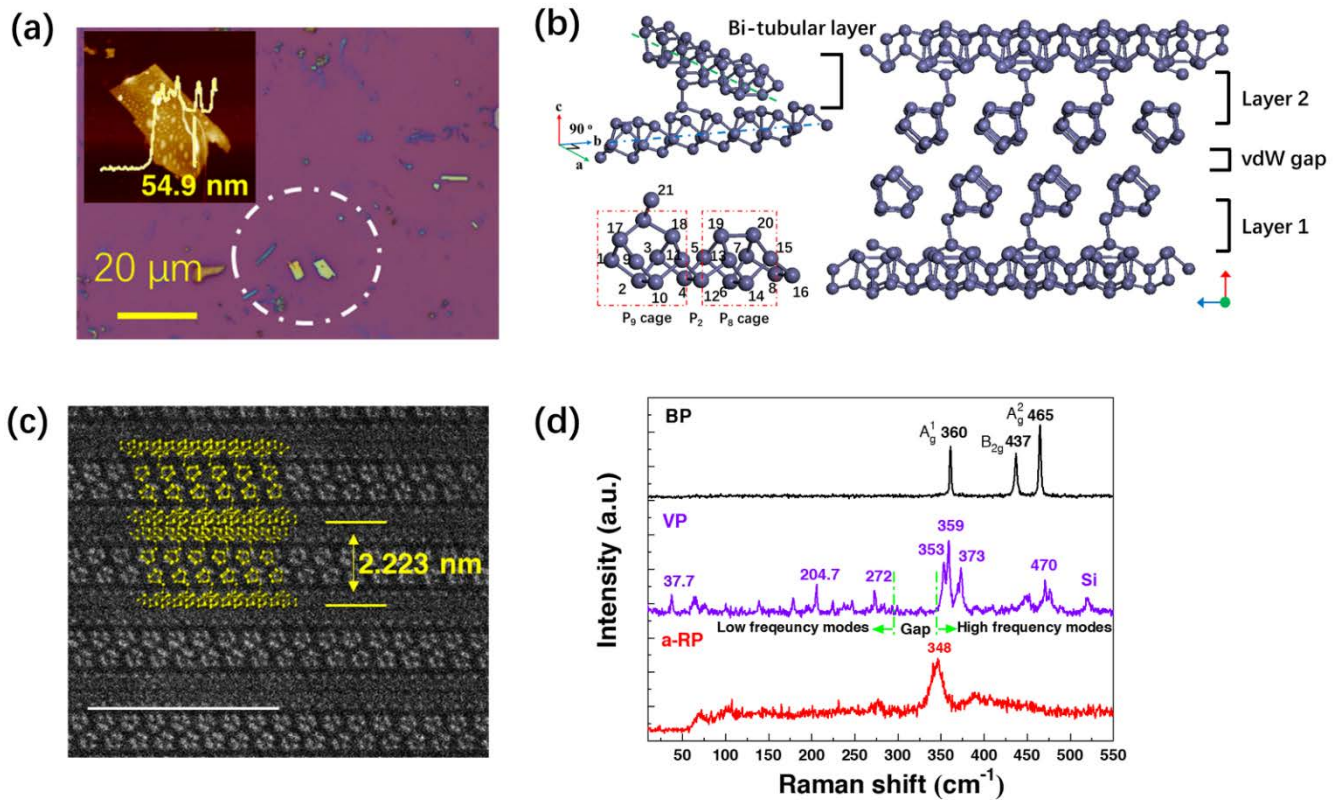 (a)
54.9 nm
20 μm
(b)
Bi-tubular layer
c
90 o
b
a
Layer 2
vdW gap
Layer 1
21
17 18 19 20
1 9 3 11 5 13 7 15
2 10 4 12 6 14 8 16
P9 cage P2 P8 cage
(c)
2.223 nm
(d)
BP
A_g^1 360
B2g 437
A_g^2 465
VP
37.7
204.7
272
353
359
373
470
Si
Low freqeuncy modes
Gap
High frequency modes
a-RP
348
Intensity (a.u.)
50 100 150 200 250 300 350 400 450 500 550
Raman shift (cm-1)